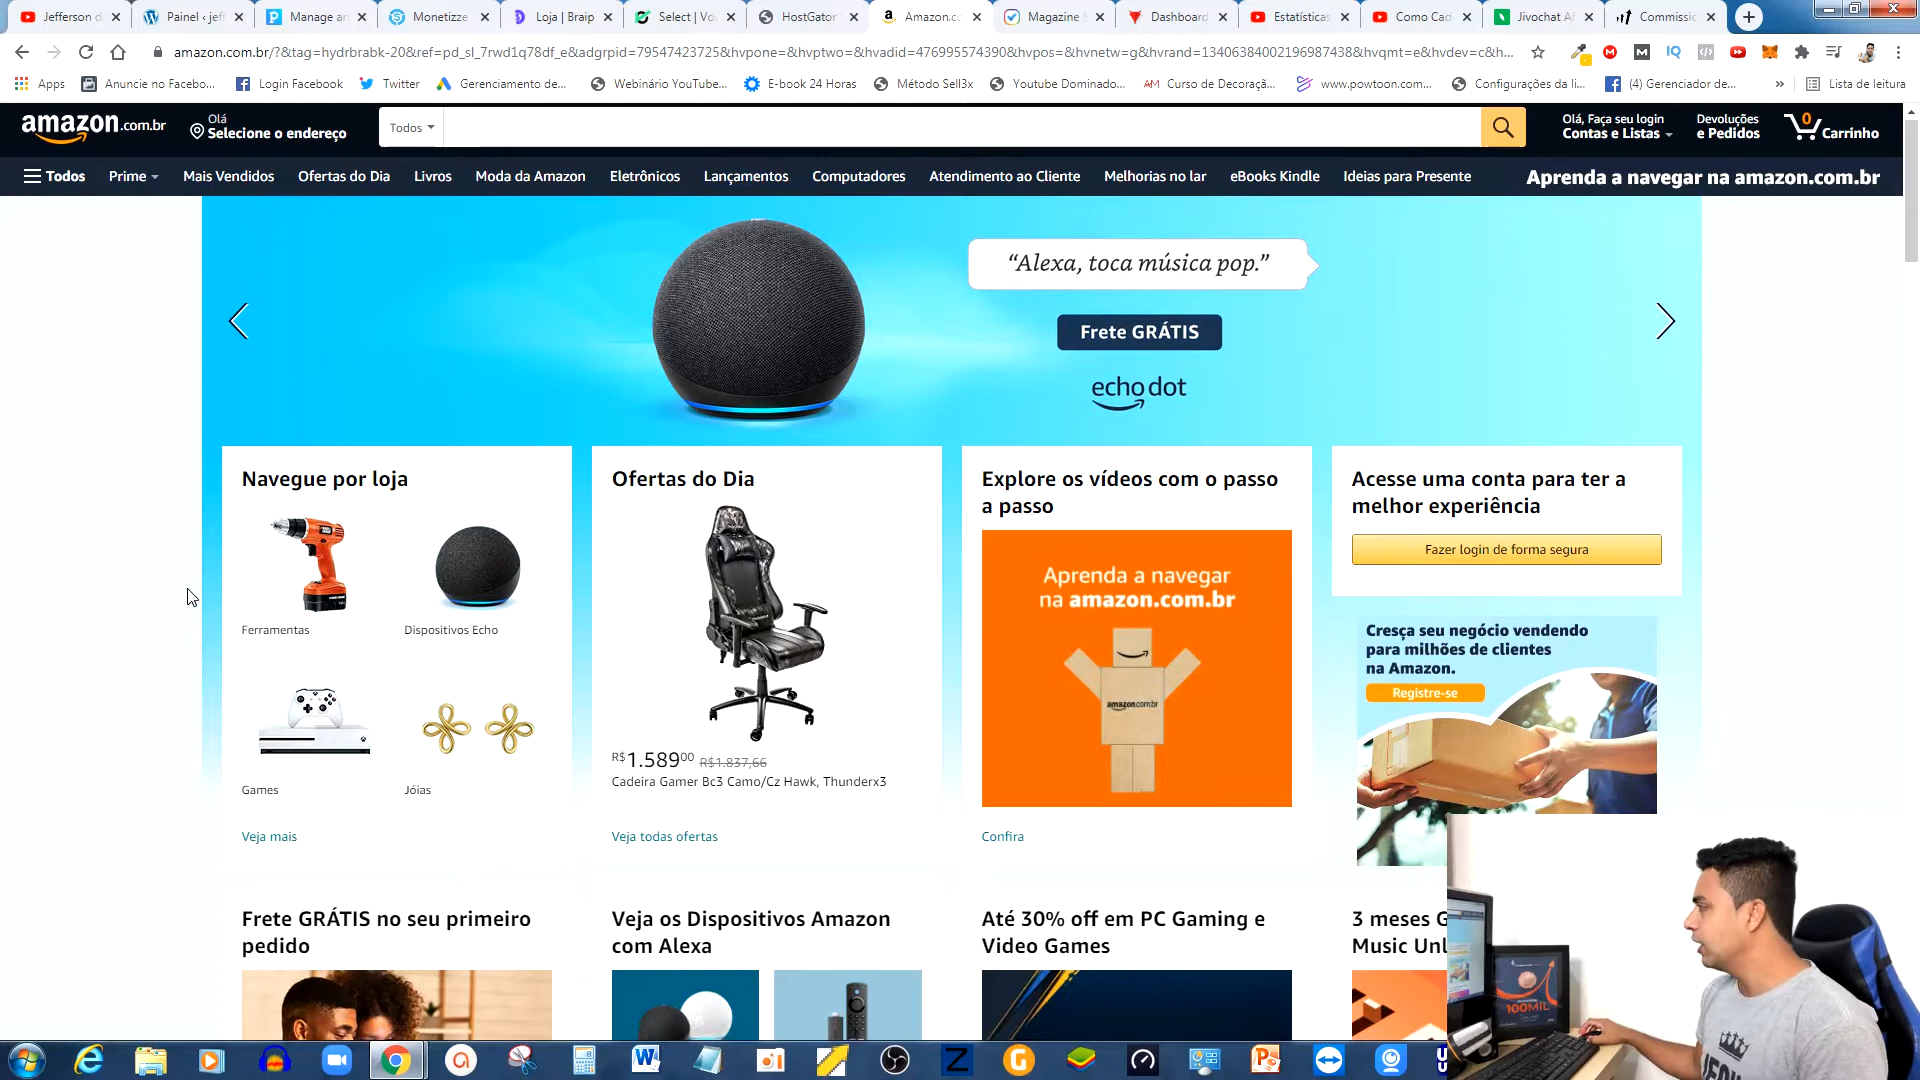 Jefferson d
Painel ‹ jeff
Manage an
Monetizze
Loja | Braip
Select | Vo
HostGator
Amazon.co
Magazine S
Dashboard
Estatísticas
Como Cad
Jivochat Af
Commissio
amazon.com.br/?&tag=hydrbrabk-20&ref=pd_sl_7rwd1q78df_e&adgrpid=79547423725&hvpone=&hvptwo=&hvadid=476995574390&hvpos=&hvnetw=g&hvrand=13406384002196987438&hvqmt=e&hvdev=c&h...
Apps
Anuncie no Facebo...
Login Facebook
Twitter
Gerenciamento de...
Webinário YouTube...
E-book 24 Horas
Método Sell3x
Youtube Dominado...
AM Curso de Decoraçã...
www.powtoon.com...
Configurações da li...
(4) Gerenciador de...
»
Lista de leitura
amazon.com.br
Olá
Selecione o endereço
Todos
Olá, Faça seu login
Contas e Listas
Devoluções
e Pedidos
0
Carrinho
Todos
Prime
Mais Vendidos
Ofertas do Dia
Livros
Moda da Amazon
Eletrônicos
Lançamentos
Computadores
Atendimento ao Cliente
Melhorias no lar
eBooks Kindle
Ideias para Presente
Aprenda a navegar na amazon.com.br
“Alexa, toca música pop.”
Frete GRÁTIS
echo dot
Navegue por loja
Ferramentas
Dispositivos Echo
Games
Jóias
Veja mais
Ofertas do Dia
R$1.58900 R$1.837,66
Cadeira Gamer Bc3 Camo/Cz Hawk, Thunderx3
Veja todas ofertas
Explore os vídeos com o passo
a passo
Aprenda a navegar
na amazon.com.br
amazon.com.br
Confira
Acesse uma conta para ter a
melhor experiência
Fazer login de forma segura
Cresça seu negócio vendendo
para milhões de clientes
na Amazon.
Registre-se
Frete GRÁTIS no seu primeiro
pedido
Veja os Dispositivos Amazon
com Alexa
Até 30% off em PC Gaming e
Video Games
3 meses G
Music Unl
100MIL